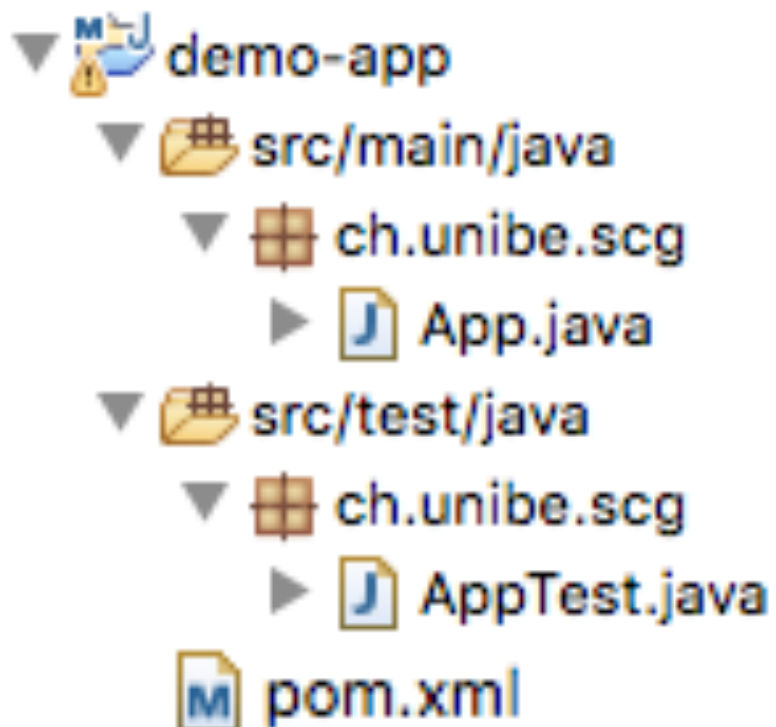 demo-app
src/main/java
ch.unibe.scg
App.java
src/test/java
ch.unibe.scg
AppTest.java
pom.xml